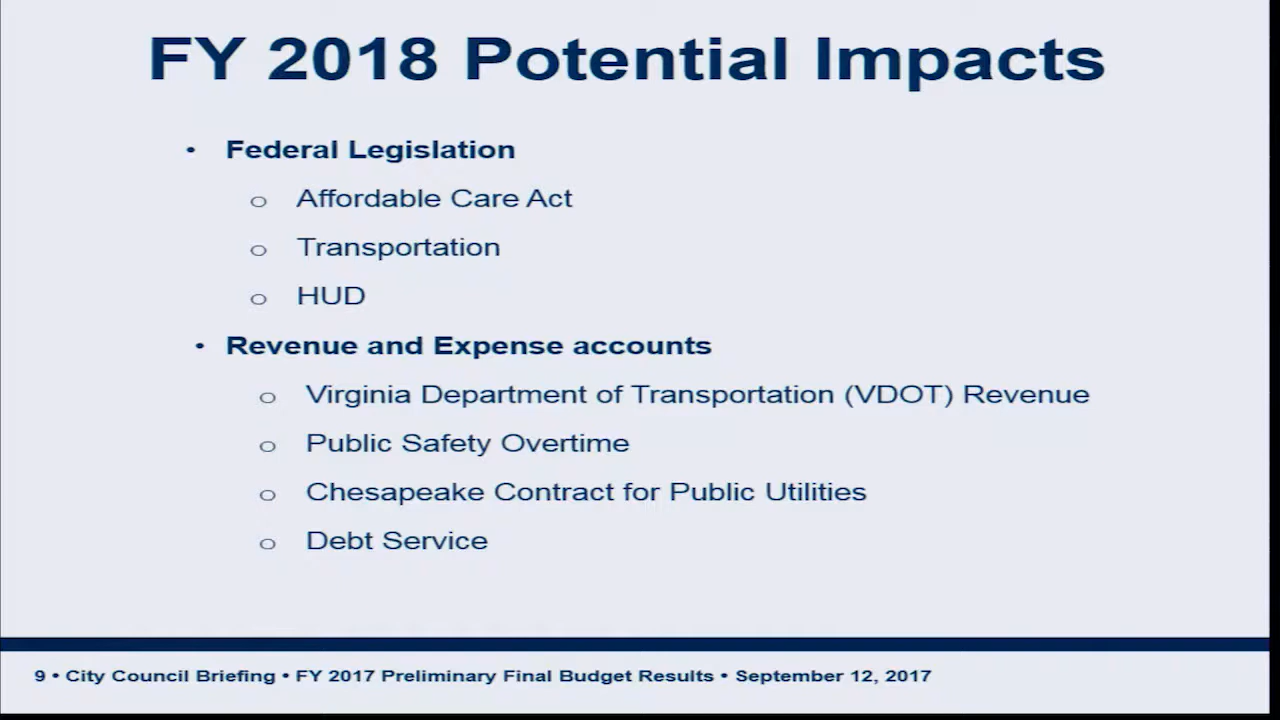 FY 2018 Potential Impacts
• Federal Legislation
o Affordable Care Act
o Transportation
o HUD
• Revenue and Expense accounts
o Virginia Department of Transportation (VDOT) Revenue
o Public Safety Overtime
o Chesapeake Contract for Public Utilities
o Debt Service
9 • City Council Briefing • FY 2017 Preliminary Final Budget Results • September 12, 2017